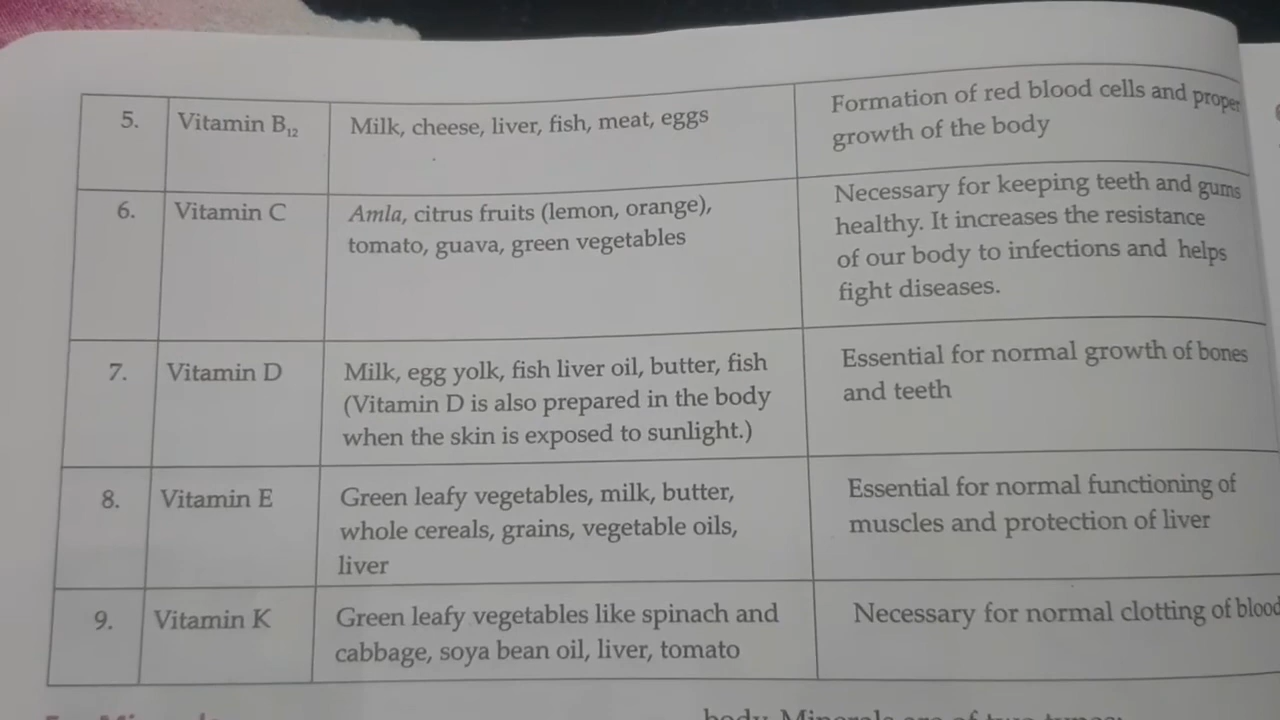 5.
Vitamin B₁₂
Milk, cheese, liver, fish, meat, eggs
Formation of red blood cells and proper
growth of the body
6.
Vitamin C
Amla, citrus fruits (lemon, orange),
tomato, guava, green vegetables
Necessary for keeping teeth and gums
healthy. It increases the resistance
of our body to infections and helps
fight diseases.
7.
Vitamin D
Milk, egg yolk, fish liver oil, butter, fish
(Vitamin D is also prepared in the body
when the skin is exposed to sunlight.)
Essential for normal growth of bones
and teeth
8.
Vitamin E
Green leafy vegetables, milk, butter,
whole cereals, grains, vegetable oils,
liver
Essential for normal functioning of
muscles and protection of liver
9.
Vitamin K
Green leafy vegetables like spinach and
cabbage, soya bean oil, liver, tomato
Necessary for normal clotting of blood
body. Minerals are of two types: